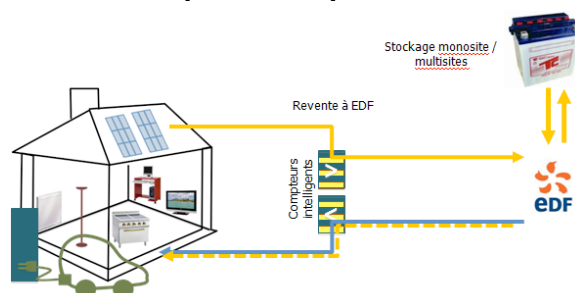 Stockage monosite /
multisites
Revente à EDF
Compteurs
intelligents
eDF